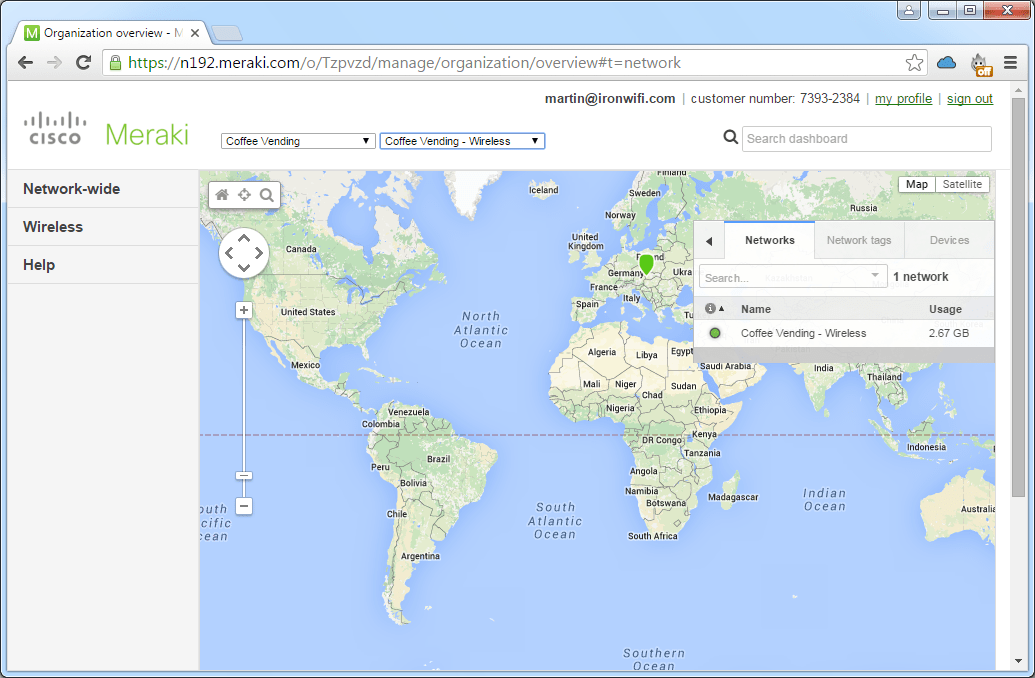 Organization overview - M
https://n192.meraki.com/o/Tzpvzd/manage/organization/overview#t=network
off
martin@ironwifi.com | customer number: 7393-2384 | my profile | sign out
cisco Meraki
Coffee Vending
Coffee Vending - Wireless
Search dashboard
Network-wide
Wireless
Help
Map
Satellite
Networks
Network tags
Devices
Search...
1 network
Name
Usage
Coffee Vending - Wireless
2.67 GB
Iceland
Finland
Sweden
Norway
Russia
United
Kingdom
Canada
Poland
Germany
Ukra
France
Italy
Spain
Tu
United States
North
Atlantic
Ocean
Mexico
Algeria
Libya
Egypt
Saudi Arabia
India
Thailand
Mali
Niger
Chad
Sudan
Nigeria
Ethiopia
Venezuela
Colombia
DR Congo
Kenya
Tanzania
Indonesia
Peru
Brazil
Bolivia
Angola
Namibia
Botswana
Madagascar
Indian
Ocean
outh
cific
cean
Chile
South
Atlantic
Ocean
South Africa
Australia
Argentina
Southern
Ocean